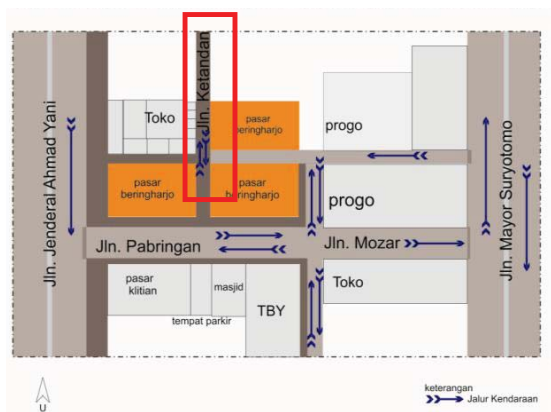 Jln. Jenderal Ahmad Yani
Jln. Ketandan
Toko
pasar
beringharjo
progo
pasar
beringharjo
pasar
beringharjo
progo
Jln. Mayor Suryotomo
Jln. Pabringan
Jln. Mozar
pasar
klitian
masjid
TBY
Toko
tempat parkir
U
keterangan
Jalur Kendaraan